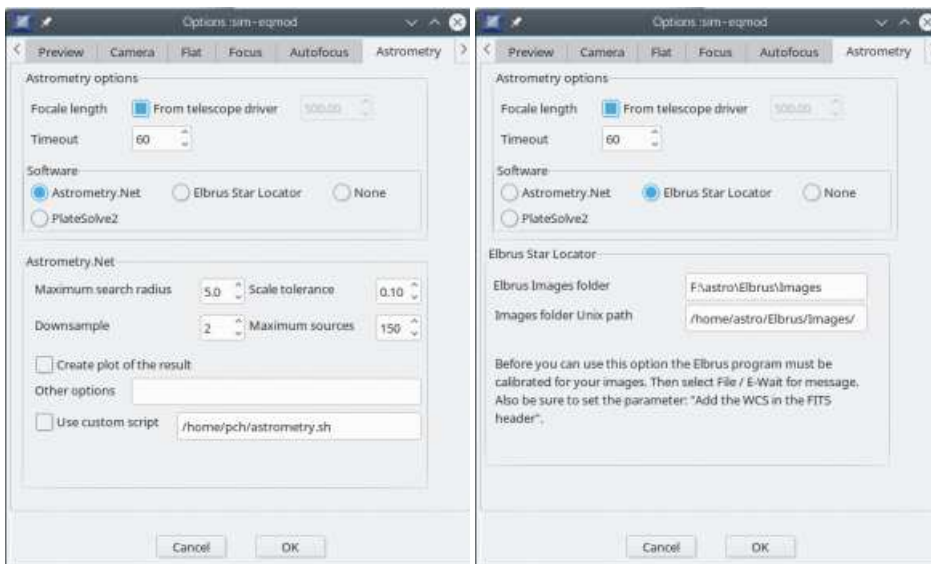 Options :sim-eqmod
Preview Camera Flat Focus Autofocus Astrometry
Astrometry options
Focale length From telescope driver 500.00
Timeout 60
Software
Astrometry.Net Elbrus Star Locator None
PlateSolve2
Astrometry.Net
Maximum search radius 5.0 Scale tolerance 0.10
Downsample 2 Maximum sources 150
Create plot of the result
Other options
Use custom script /home/pch/astrometry.sh
Cancel OK
Options :sim-eqmod
Preview Camera Flat Focus Autofocus Astrometry
Astrometry options
Focale length From telescope driver 500.00
Timeout 60
Software
Astrometry.Net Elbrus Star Locator None
PlateSolve2
Elbrus Star Locator
Elbrus Images folder F:\astro\Elbrus\Images
Images folder Unix path /home/astro/Elbrus/Images/
Before you can use this option the Elbrus program must be
calibrated for your images. Then select File / E-Wait for message.
Also be sure to set the parameter: "Add the WCS in the FITS
header".
Cancel OK